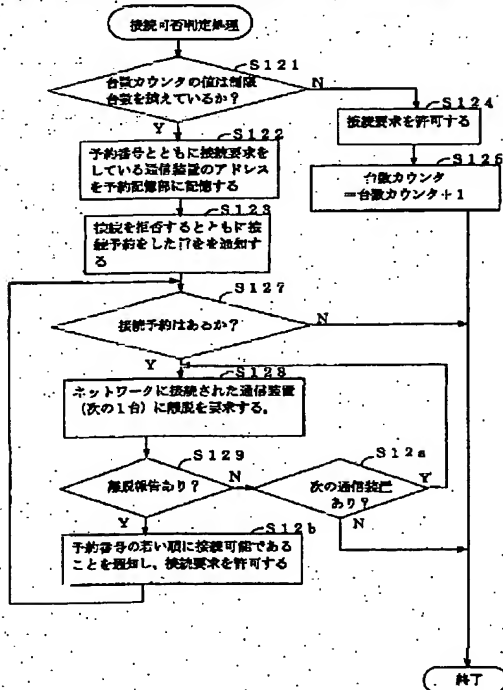 接続可否判定処理
S121
台数カウンタの値は制限
台数を越えているか?
N
Y
S124
接続要求を許可する
S122
予約番号とともに接続要求を
している通信装置のアドレス
を予約記憶部に記憶する
S126
台数カウンタ
=台数カウンタ+1
S123
接続を拒否するとともに接
続予約をした旨を通知す
る
S127
接続予約はあるか?
N
Y
S128
ネットワークに接続された通信装置
(次の1台)に離脱を要求する。
S129
離脱報告あり?
N
S12a
次の通信装置
あり?
Y
Y
N
S12b
予約番号の若い順に接続可能である
ことを通知し、接続要求を許可する
終了